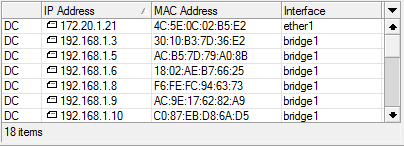 IP Address MAC Address Interface
DC 172.20.1.21 4C:5E:0C:02:B5:E2 ether1
DC 192.168.1.3 30:10:B3:7D:36:E2 bridge1
DC 192.168.1.5 AC:B5:7D:79:A0:8B bridge1
DC 192.168.1.6 18:02:AE:B7:66:25 bridge1
DC 192.168.1.8 F6:FE:FC:94:63:73 bridge1
DC 192.168.1.9 AC:9E:17:62:82:A9 bridge1
DC 192.168.1.10 C0:87:EB:D8:6A:D5 bridge1
18 items